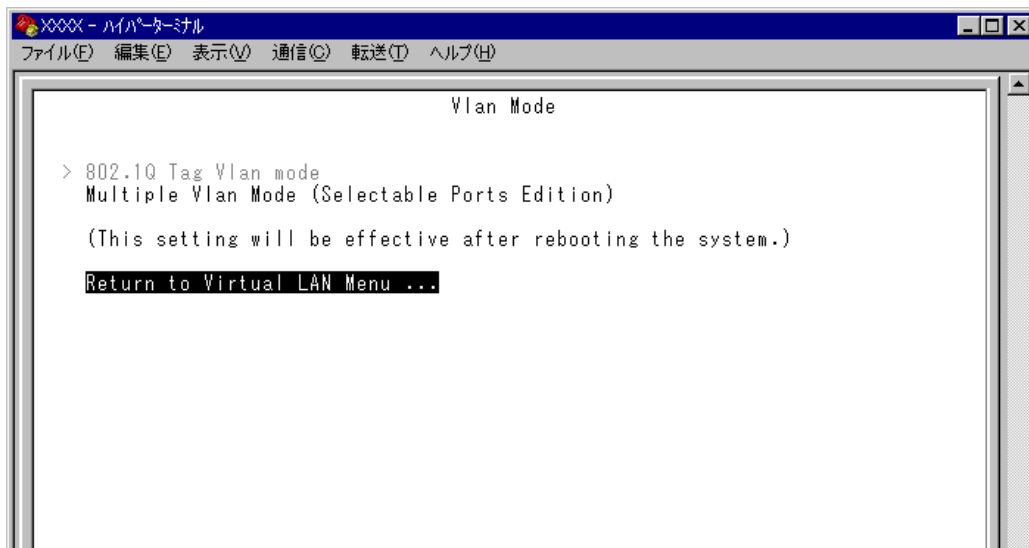 XXXX - ハイパーターミナル
ファイル(F) 編集(E) 表示(V) 通信(C) 転送(T) ヘルプ(H)
Vlan Mode
> 802.1Q Tag Vlan mode
Multiple Vlan Mode (Selectable Ports Edition)
(This setting will be effective after rebooting the system.)
Return to Virtual LAN Menu ...